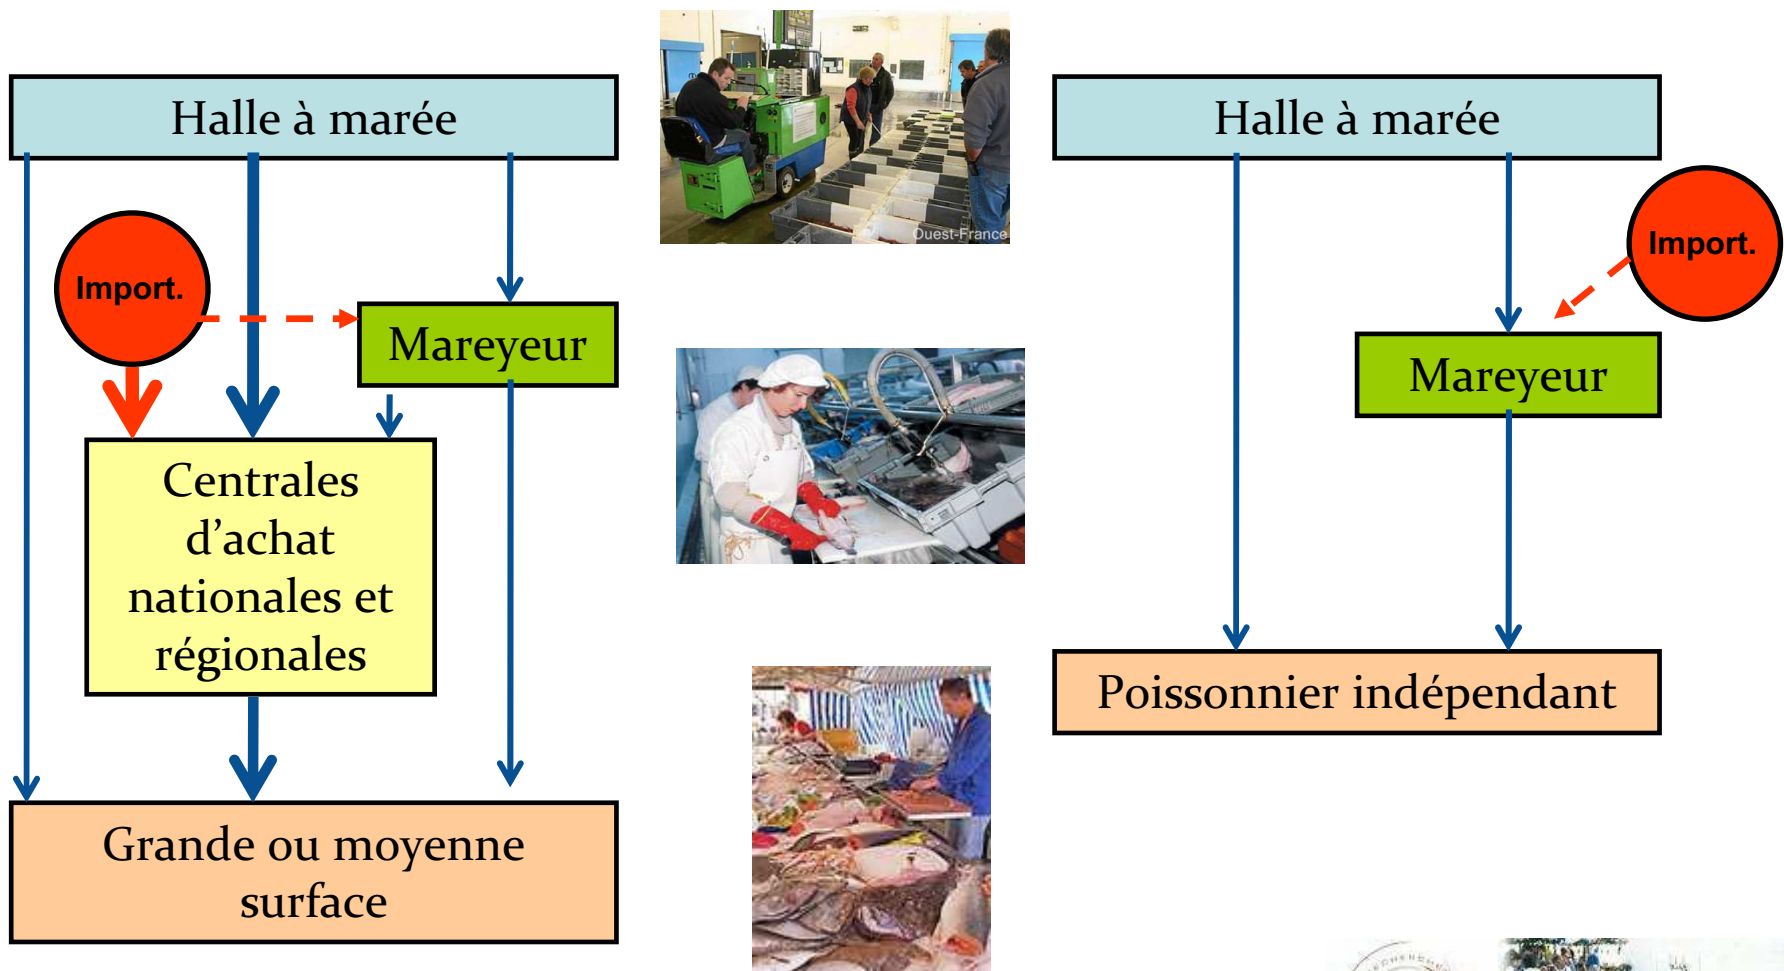 Halle à marée
Import.
Mareyeur
Centrales
d’achat
nationales et
régionales
Grande ou moyenne
surface
Ouest-France
Halle à marée
Import.
Mareyeur
Poissonnier indépendant